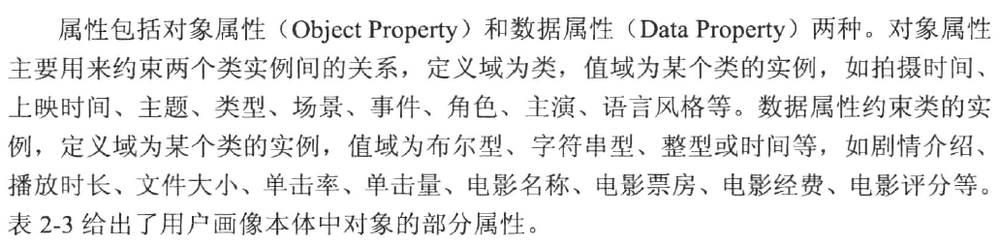 属性包括对象属性（Object Property）和数据属性（Data Property）两种。对象属性
主要用来约束两个类实例间的关系，定义域为类，值域为某个类的实例，如拍摄时间、
上映时间、主题、类型、场景、事件、角色、主演、语言风格等。数据属性约束类的实
例，定义域为某个类的实例，值域为布尔型、字符串型、整型或时间等，如剧情介绍、
播放时长、文件大小、单击率、单击量、电影名称、电影票房、电影经费、电影评分等。
表 2-3 给出了用户画像本体中对象的部分属性。